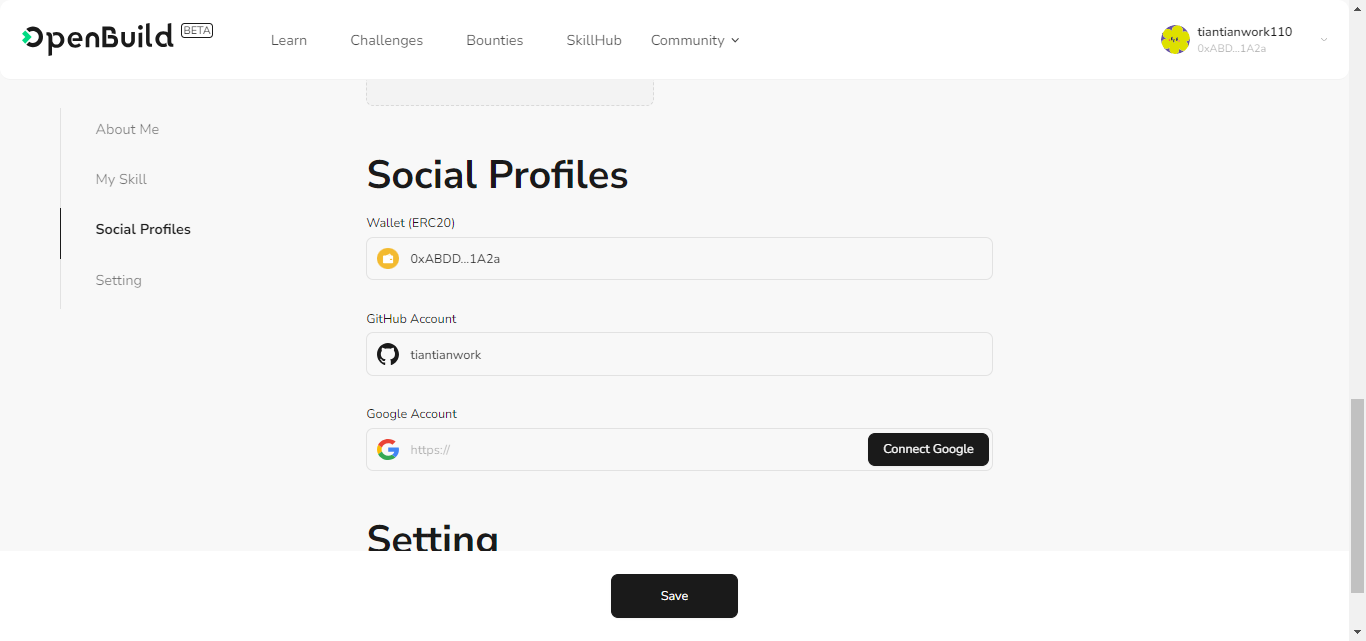 OpenBuild BETA
Learn Challenges Bounties SkillHub Community
tiantianwork110
0xABD...1A2a
About Me
My Skill
Social Profiles
Setting
Social Profiles
Wallet (ERC20)
0xABDD...1A2a
GitHub Account
tiantianwork
Google Account
https://
Connect Google
Setting
Save